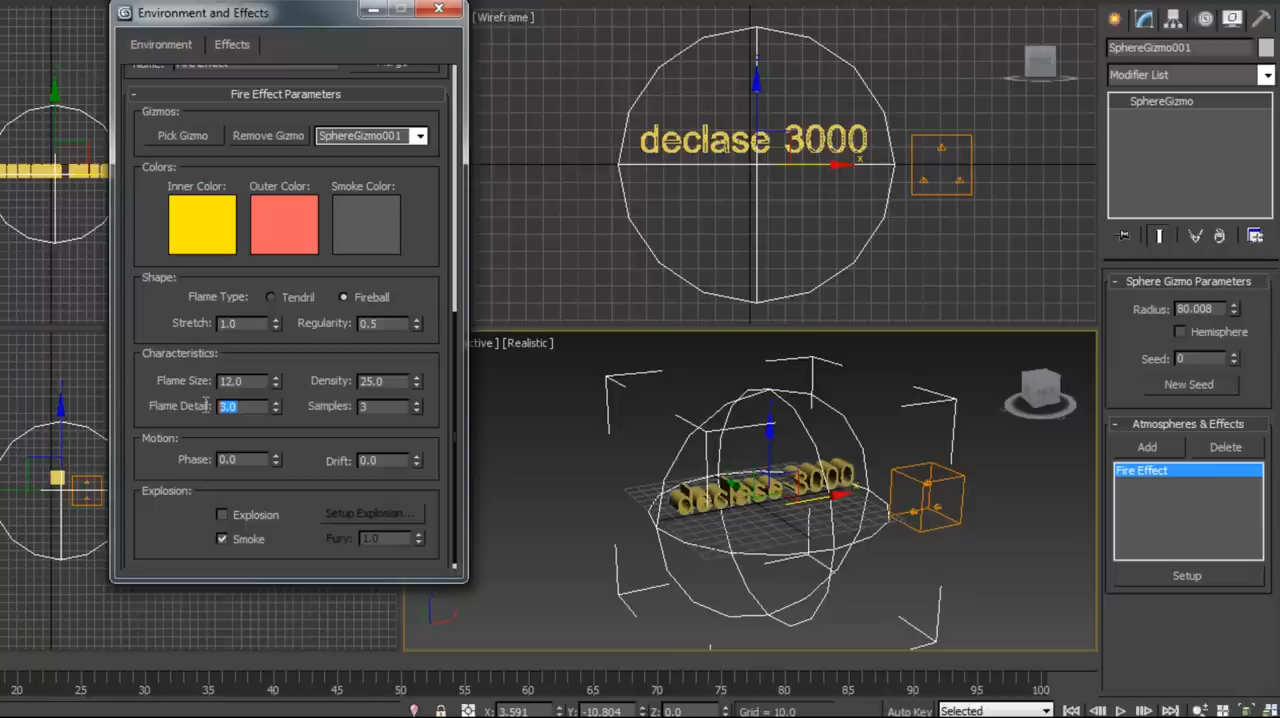 Environment and Effects
Environment Effects
Fire Effect Parameters
Gizmos:
Pick Gizmo Remove Gizmo SphereGizmo001
Colors:
Inner Color: Outer Color: Smoke Color:
Shape:
Flame Type: Tendril Fireball
Stretch: 1.0 Regularity: 0.5
Characteristics:
Flame Size: 12.0 Density: 25.0
Flame Detail: 3.0 Samples: 3
Motion:
Phase: 0.0 Drift: 0.0
Explosion:
Explosion Setup Explosion...
Smoke Fury: 1.0
[Wireframe ]
declase 3000
x
ctive ] [Realistic ]
declase 3000
SphereGizmo001
Modifier List
SphereGizmo
Sphere Gizmo Parameters
Radius: 80.008
Hemisphere
Seed: 0
New Seed
Atmospheres & Effects
Add Delete
Fire Effect
Setup
20 25 30 35 40 45 50 55 60 65 70 75 80 85 90 95 100
X: 3.591 Y: -10.804 Z: 0.0 Grid = 10.0 Auto Key Selected